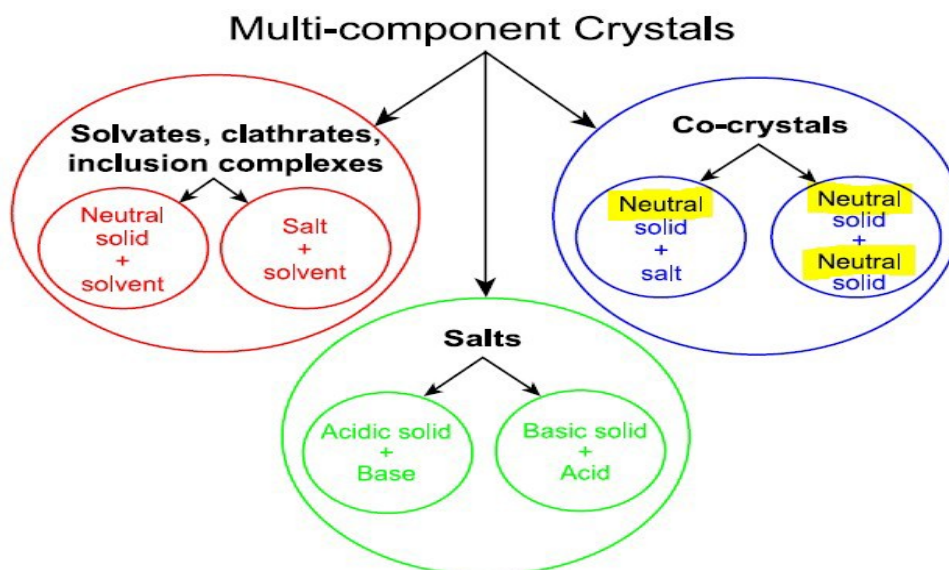 Multi-component Crystals
Solvates, clathrates,
inclusion complexes
Neutral
solid
+
solvent
Salt
+
solvent
Co-crystals
Neutral
solid
+
salt
Neutral
solid
+
Neutral
solid
Salts
Acidic solid
+
Base
Basic solid
+
Acid